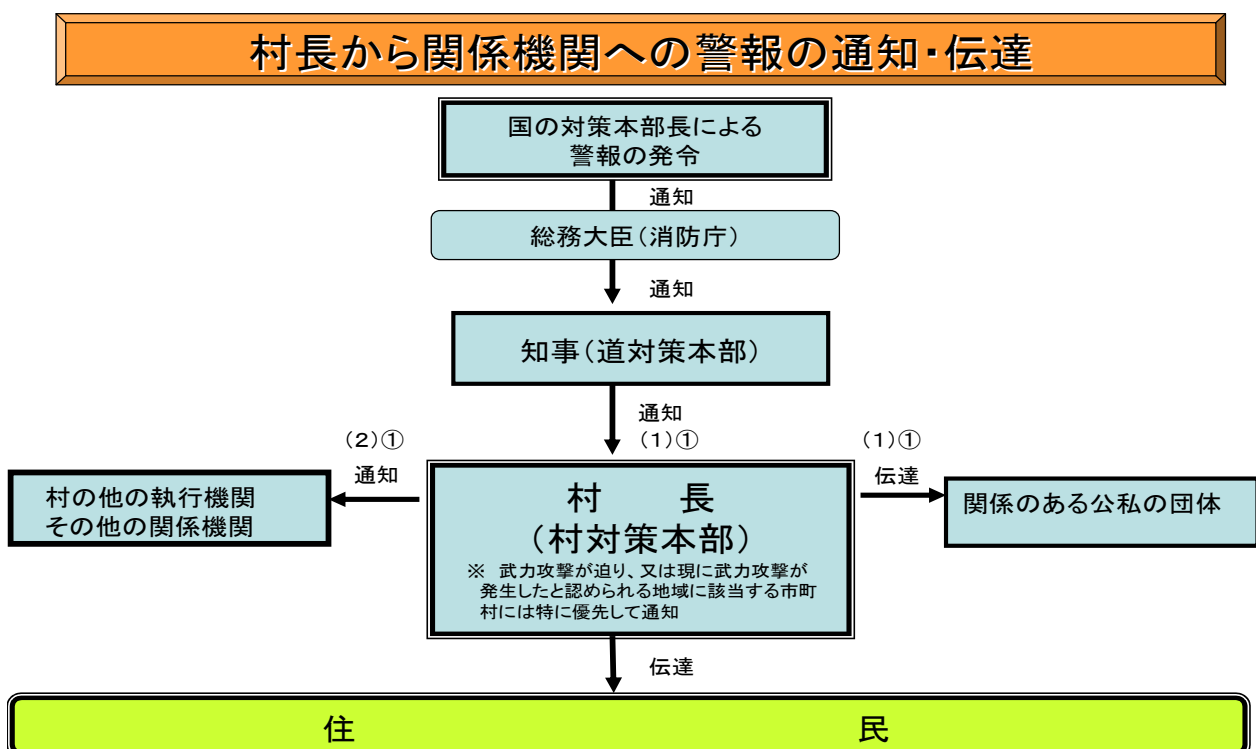 村長から関係機関への警報の通知・伝達
国の対策本部長による
警報の発令
通知
総務大臣(消防庁)
通知
知事(道対策本部)
通知
(2)①
(1)①
(1)①
通知
伝達
村の他の執行機関
その他の関係機関
村　　長
(村対策本部)
※ 武力攻撃が迫り、又は現に武力攻撃が
発生したと認められる地域に該当する市町
村には特に優先して通知
関係のある公私の団体
伝達
住　　民